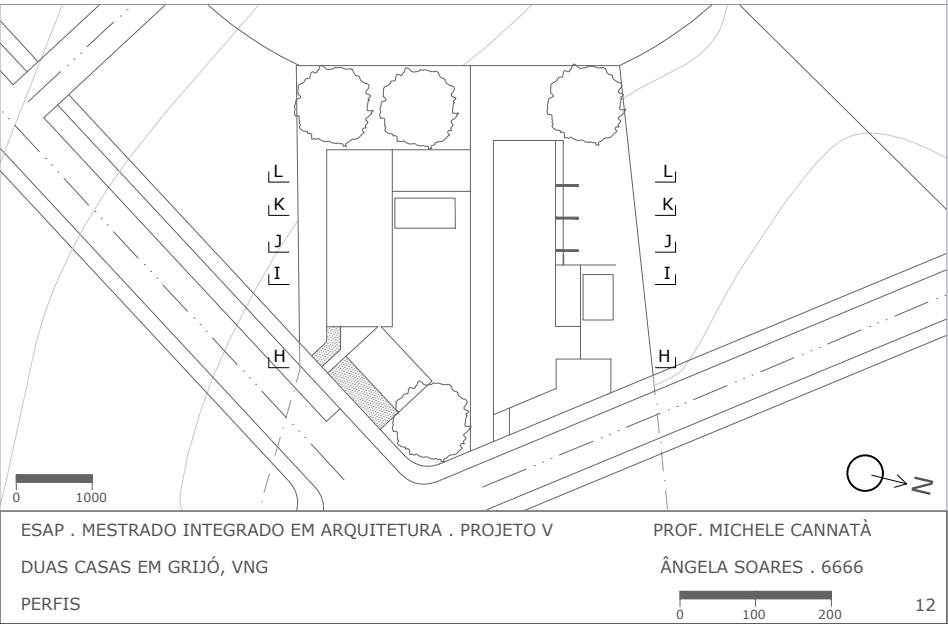 L L
K K
J J
I I
H H
0 1000
N
ESAP . MESTRADO INTEGRADO EM ARQUITETURA . PROJETO V PROF. MICHELE CANNATÀ
DUAS CASAS EM GRIJÓ, VNG ÂNGELA SOARES . 6666
PERFIS 0 100 200 12